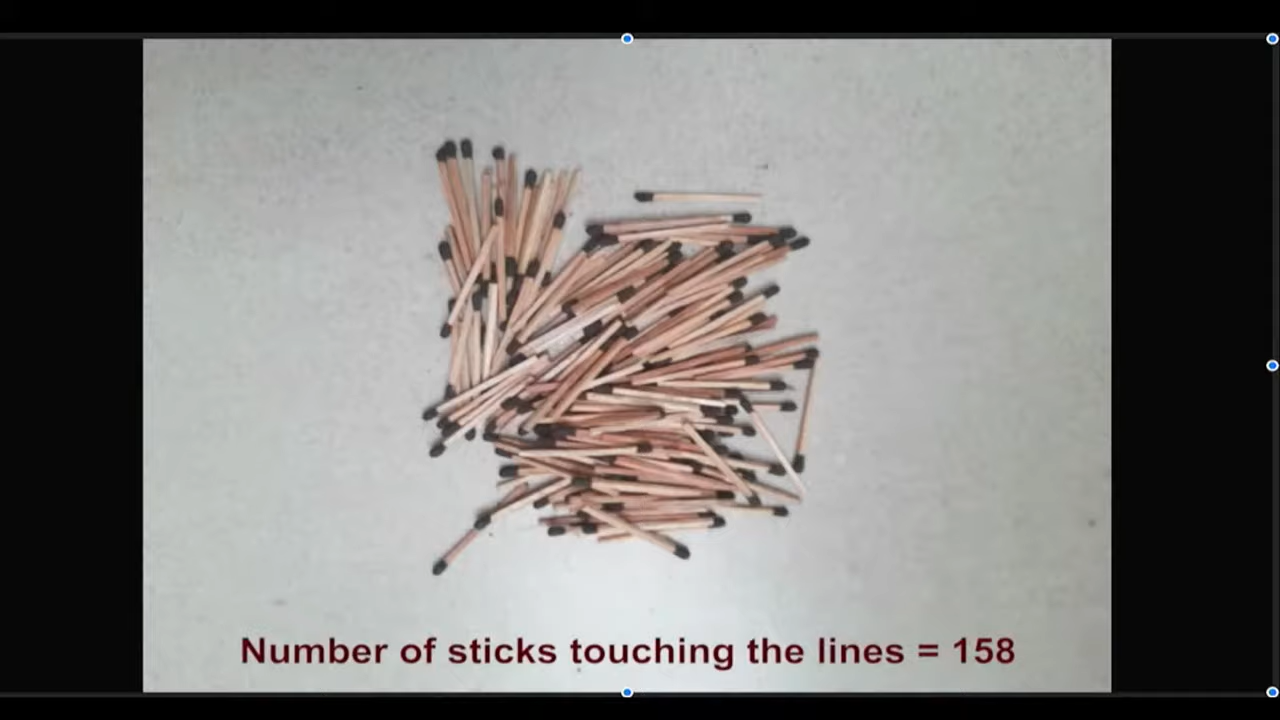 Number of sticks touching the lines = 158